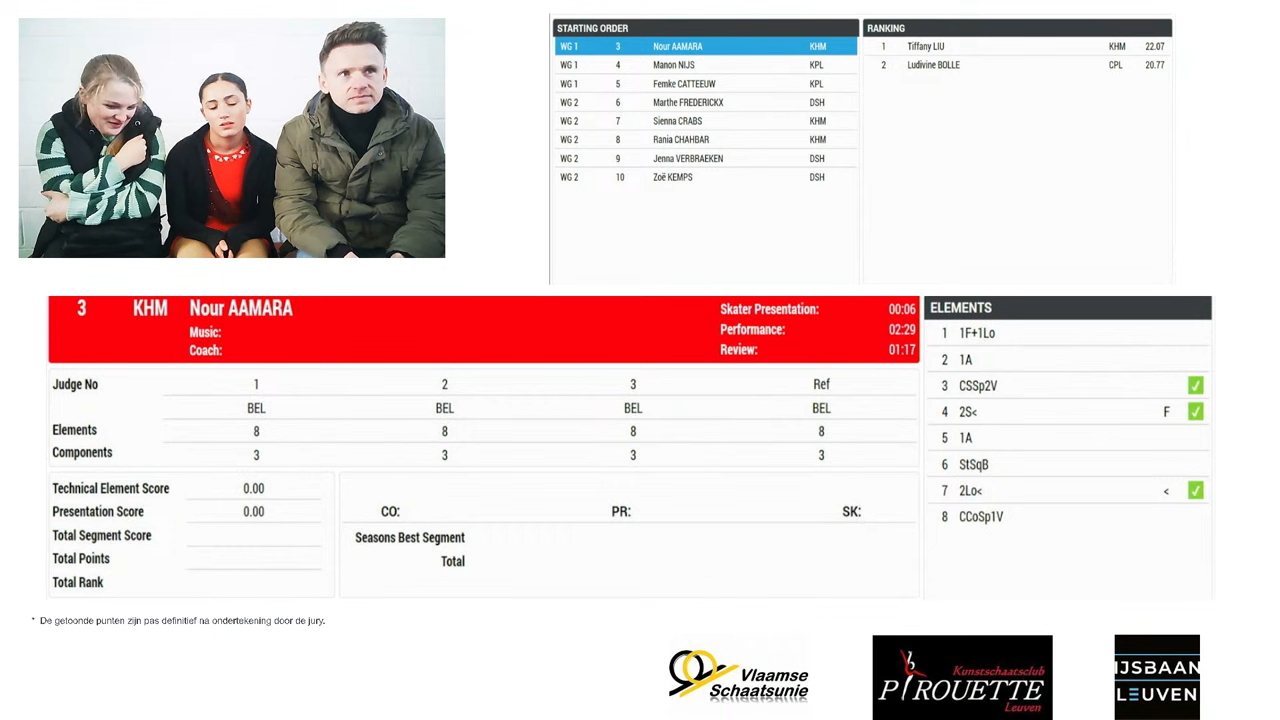 STARTING ORDER
WG 1 3 Nour AAMARA KHM
WG 1 4 Manon NIJS KPL
WG 1 5 Femke CATTEEUW KPL
WG 2 6 Marthe FREDERICKX DSH
WG 2 7 Sienna CRABS KHM
WG 2 8 Rania CHAHBAR KHM
WG 2 9 Jenna VERBRAEKEN DSH
WG 2 10 Zoë KEMPS DSH
RANKING
1 Tiffany LIU KHM 22.07
2 Ludivine BOLLE CPL 20.77
3 KHM Nour AAMARA
Music:
Coach:
Skater Presentation: 00:06
Performance: 02:29
Review: 01:17
Judge No 1 2 3 Ref
BEL BEL BEL BEL
Elements 8 8 8 8
Components 3 3 3 3
Technical Element Score 0.00
Presentation Score 0.00
Total Segment Score
Total Points
Total Rank
CO: PR: SK:
Seasons Best Segment
Total
ELEMENTS
1 1F+1Lo
2 1A
3 CSSp2V ✅
4 2S< F ✅
5 1A
6 StSqB
7 2Lo< < ✅
8 CCoSp1V
* De getoonde punten zijn pas definitief na ondertekening door de jury.
Vlaamse
Schaatsunie
Kunstschaatsclub
PIROUETTE
Leuven
IJSBAAN
LEUVEN